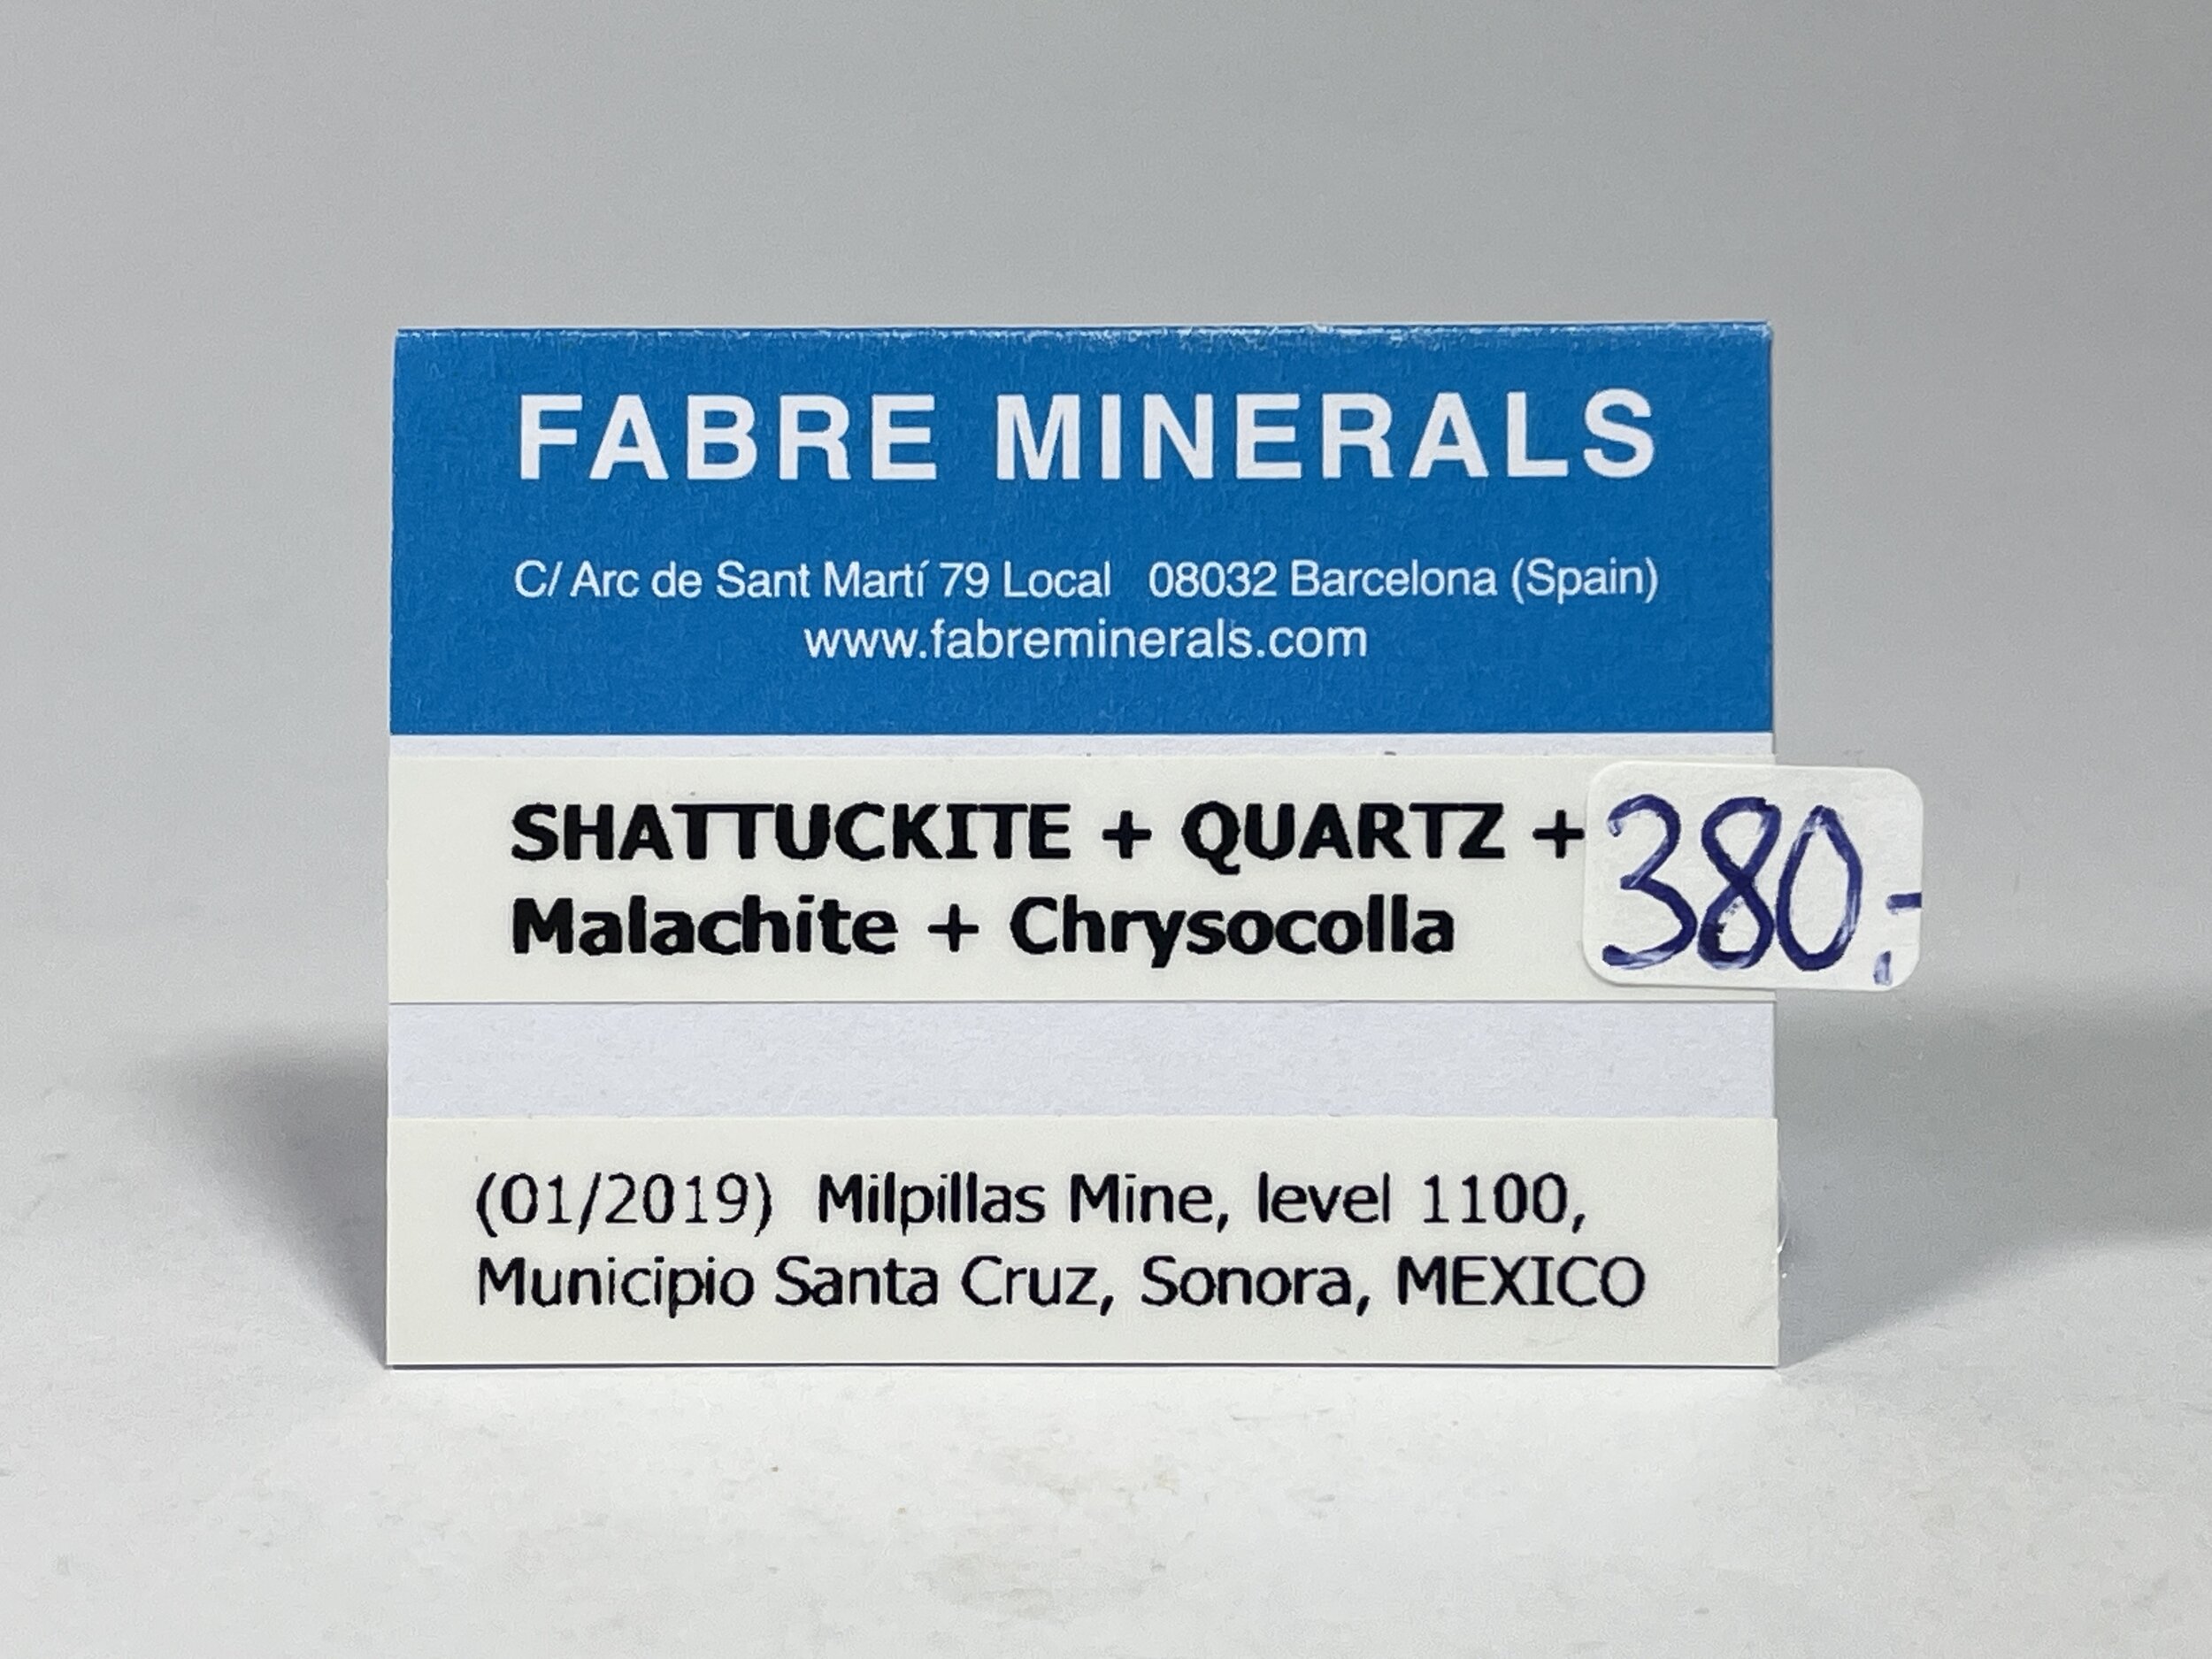 FABRE MINERALS
C/ Arc de Sant Martí 79 Local 08032 Barcelona (Spain)
www.fabreminerals.com
SHATTUCKITE + QUARTZ +
380,-
Malachite + Chrysocolla
(01/2019) Milpillas Mine, level 1100,
Municipio Santa Cruz, Sonora, MEXICO